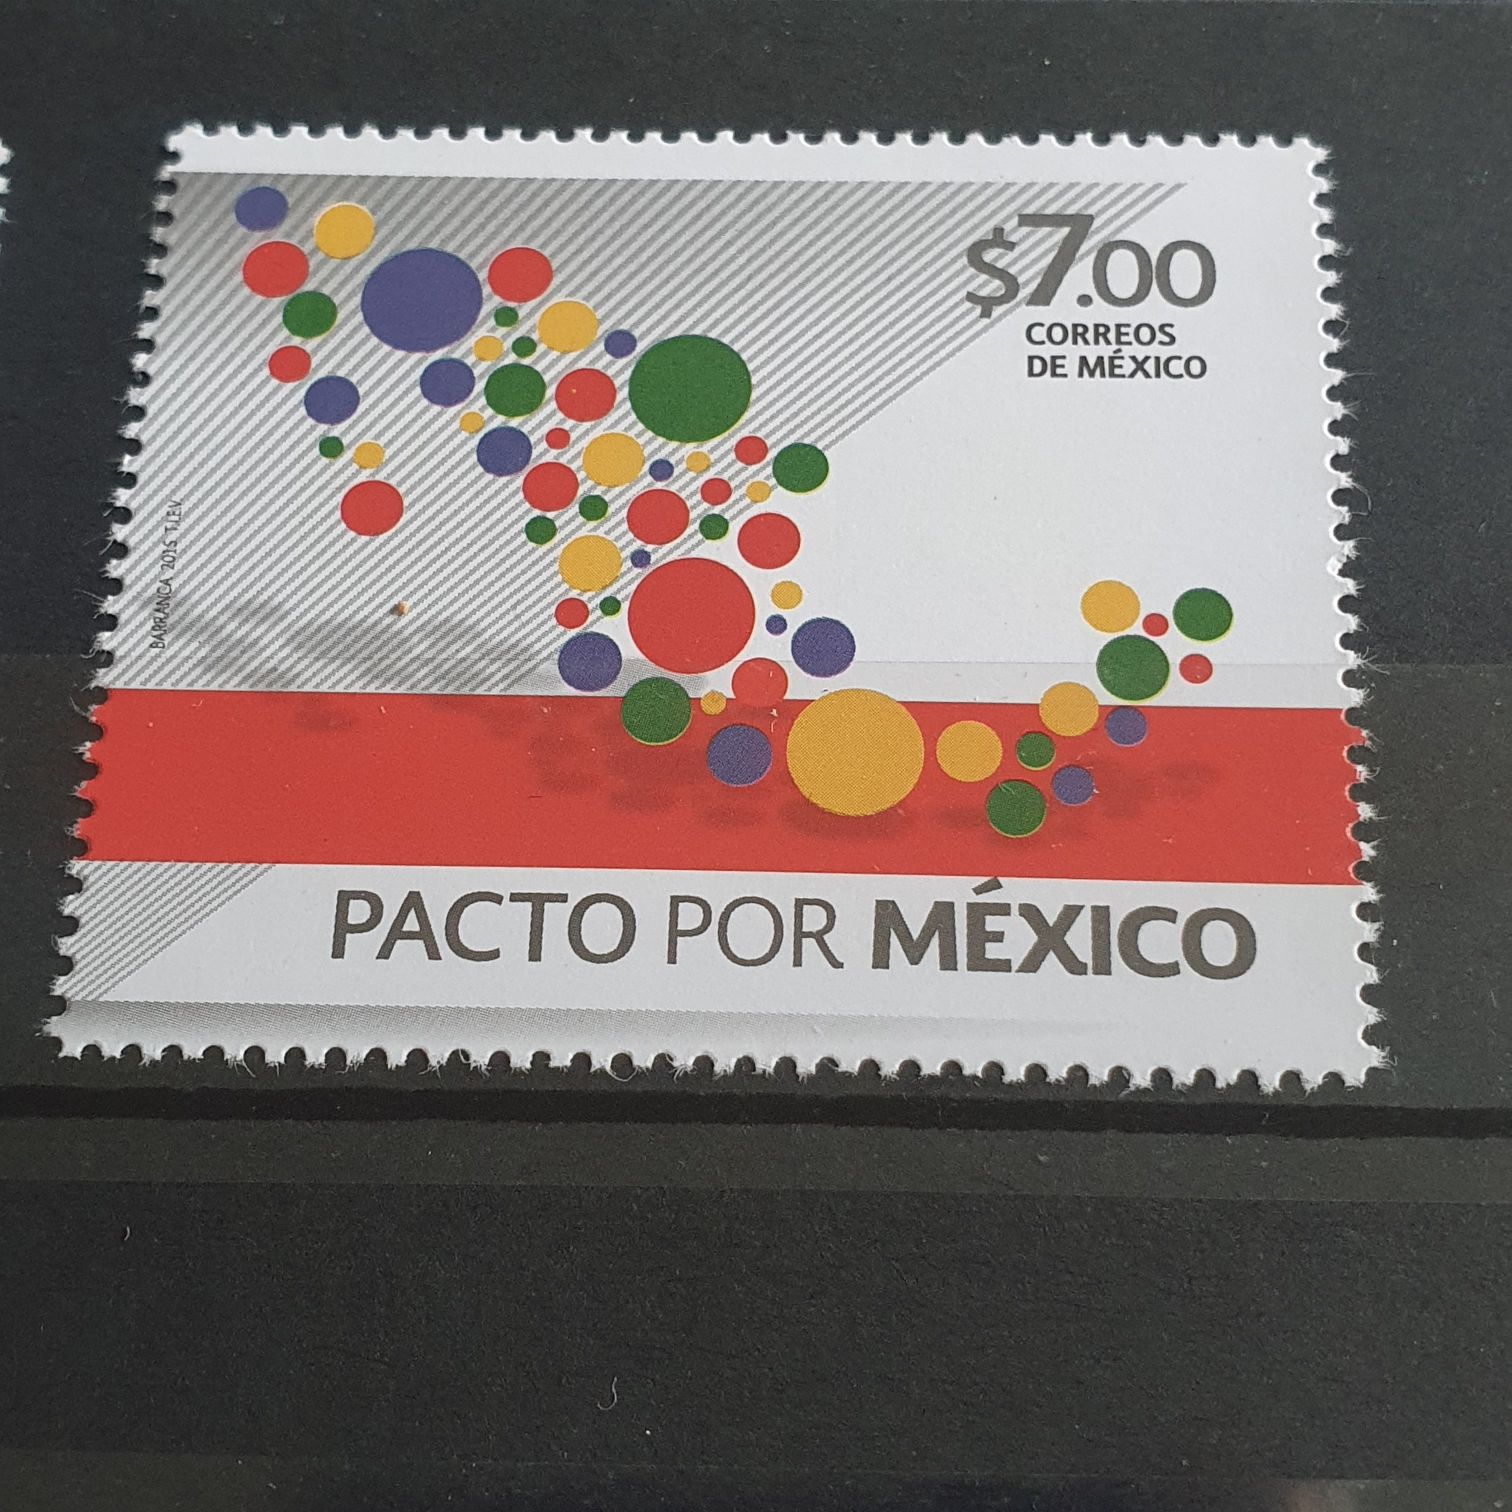 $7.00
CORREOS
DE MÉXICO
BARRANCA 2015 T.I.E.V.
PACTO POR MÉXICO